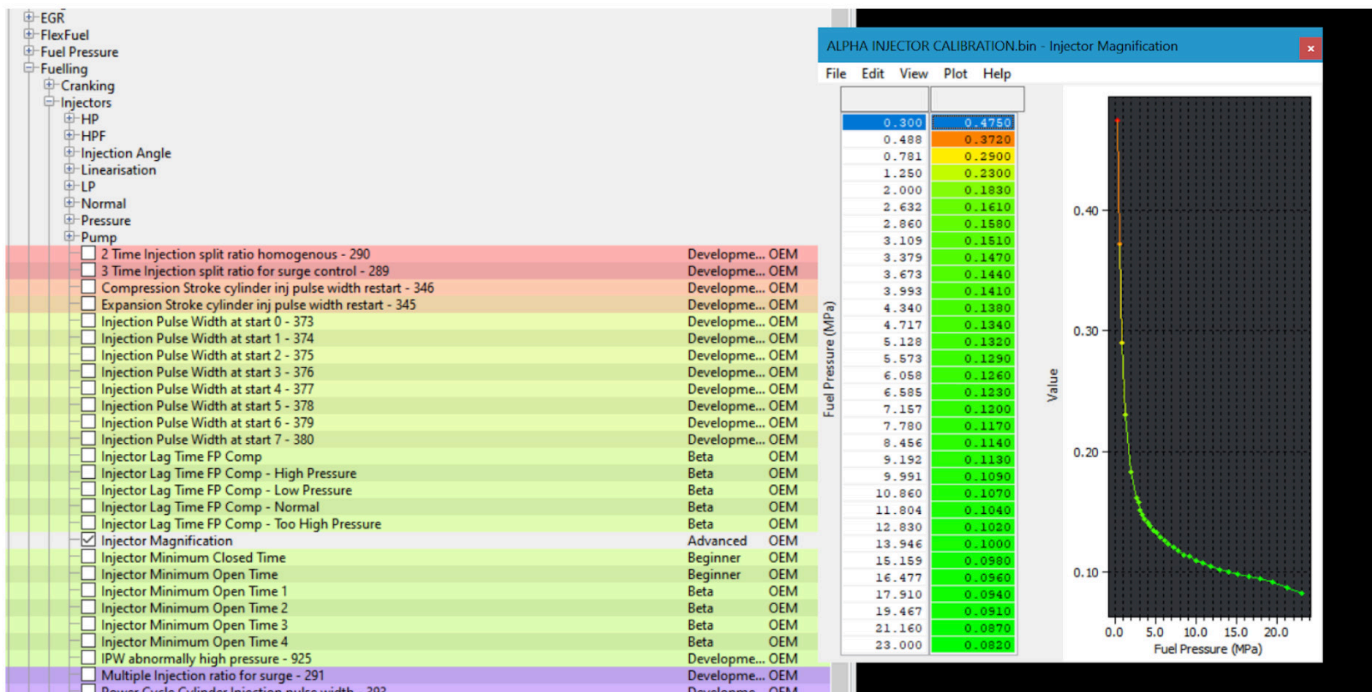 EGR
FlexFuel
Fuel Pressure
Fuelling
Cranking
Injectors
HP
HPF
Injection Angle
Linearisation
LP
Normal
Pressure
Pump
2 Time Injection split ratio homogenous - 290 Developme... OEM
3 Time Injection split ratio for surge control - 289 Developme... OEM
Compression Stroke cylinder inj pulse width restart - 346 Developme... OEM
Expansion Stroke cylinder inj pulse width restart - 345 Developme... OEM
Injection Pulse Width at start 0 - 373 Developme... OEM
Injection Pulse Width at start 1 - 374 Developme... OEM
Injection Pulse Width at start 2 - 375 Developme... OEM
Injection Pulse Width at start 3 - 376 Developme... OEM
Injection Pulse Width at start 4 - 377 Developme... OEM
Injection Pulse Width at start 5 - 378 Developme... OEM
Injection Pulse Width at start 6 - 379 Developme... OEM
Injection Pulse Width at start 7 - 380 Developme... OEM
Injector Lag Time FP Comp Beta OEM
Injector Lag Time FP Comp - High Pressure Beta OEM
Injector Lag Time FP Comp - Low Pressure Beta OEM
Injector Lag Time FP Comp - Normal Beta OEM
Injector Lag Time FP Comp - Too High Pressure Beta OEM
Injector Magnification Advanced OEM
Injector Minimum Closed Time Beginner OEM
Injector Minimum Open Time Beginner OEM
Injector Minimum Open Time 1 Beta OEM
Injector Minimum Open Time 2 Beta OEM
Injector Minimum Open Time 3 Beta OEM
Injector Minimum Open Time 4 Beta OEM
IPW abnormally high pressure - 925 Developme... OEM
Multiple Injection ratio for surge - 291 Developme... OEM
Power Cycle Cylinder Injection pulse width - 393 Developme... OEM
ALPHA INJECTOR CALIBRATION.bin - Injector Magnification
File Edit View Plot Help
0.300 0.4750
0.488 0.3720
0.781 0.2900
1.250 0.2300
2.000 0.1830
2.632 0.1610
2.860 0.1580
3.109 0.1510
3.379 0.1470
3.673 0.1440
3.993 0.1410
4.340 0.1380
4.717 0.1340
5.128 0.1320
5.573 0.1290
6.058 0.1260
6.585 0.1230
7.157 0.1200
7.780 0.1170
8.456 0.1140
9.192 0.1130
9.991 0.1090
10.860 0.1070
11.804 0.1040
12.830 0.1020
13.946 0.1000
15.159 0.0980
16.477 0.0960
17.910 0.0940
19.467 0.0910
21.160 0.0870
23.000 0.0820
Fuel Pressure (MPa)
Value
0.40
0.30
0.20
0.10
0.0 5.0 10.0 15.0 20.0
Fuel Pressure (MPa)